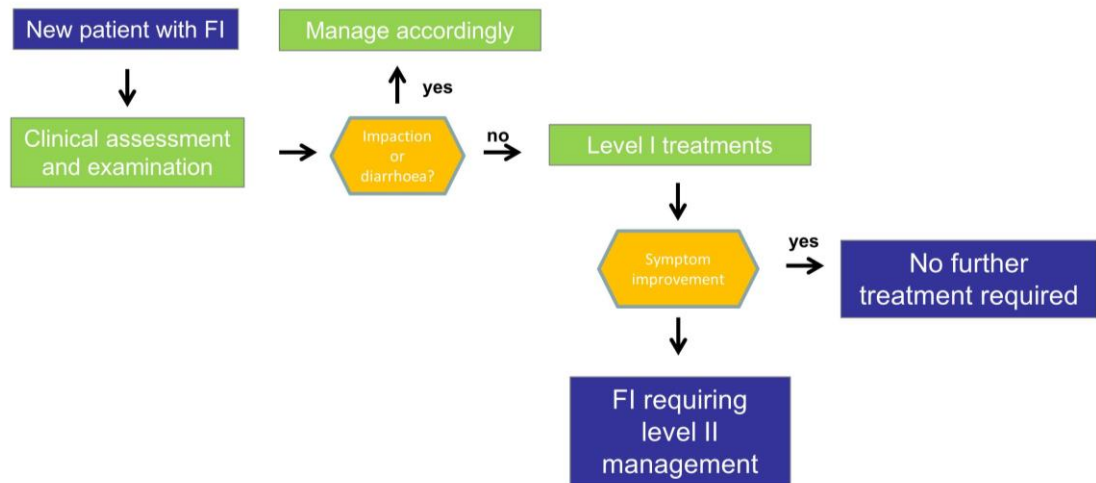 New patient with FI
Manage accordingly
yes
Clinical assessment
and examination
Impaction
or
diarrhoea?
no
Level I treatments
Symptom
improvement
yes
No further
treatment required
FI requiring
level II
management